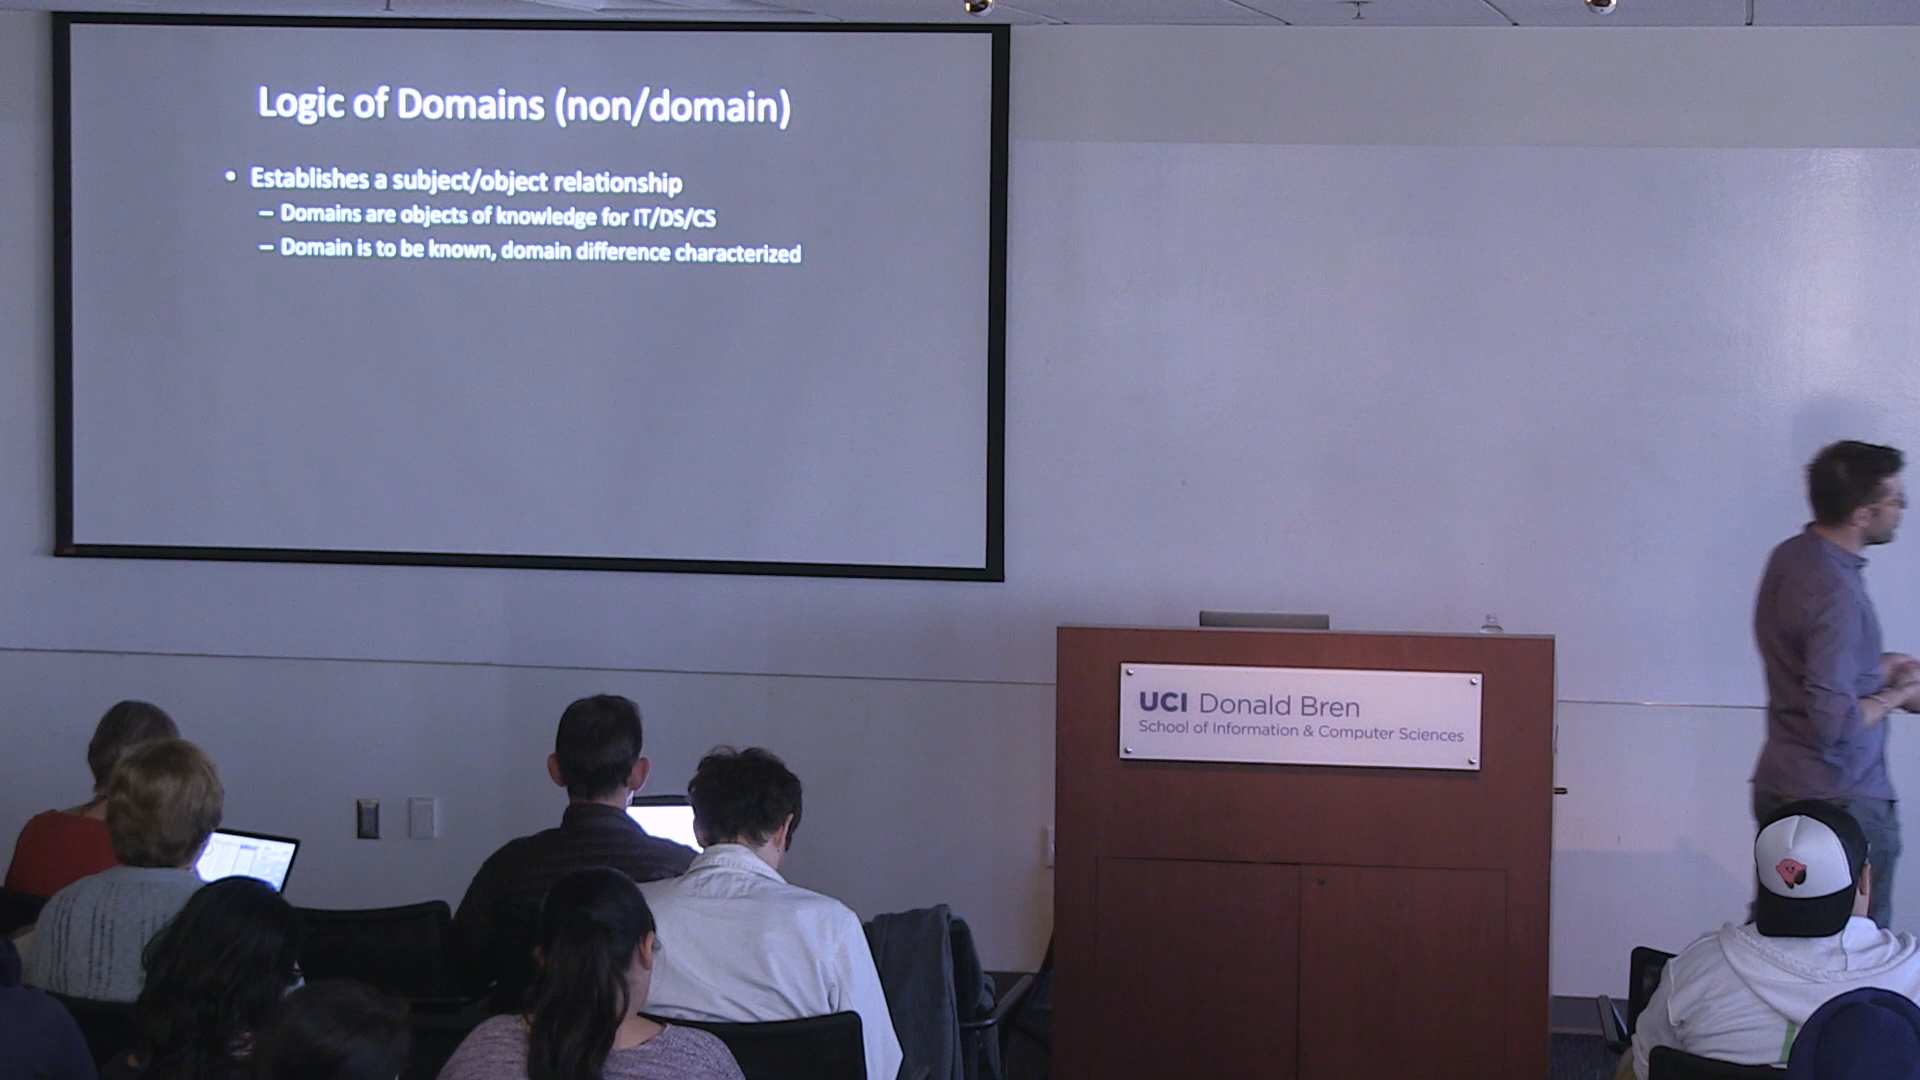 Logic of Domains (non/domain)
• Establishes a subject/object relationship
– Domains are objects of knowledge for IT/DS/CS
– Domain is to be known, domain difference characterized
UCI Donald Bren
School of Information & Computer Sciences